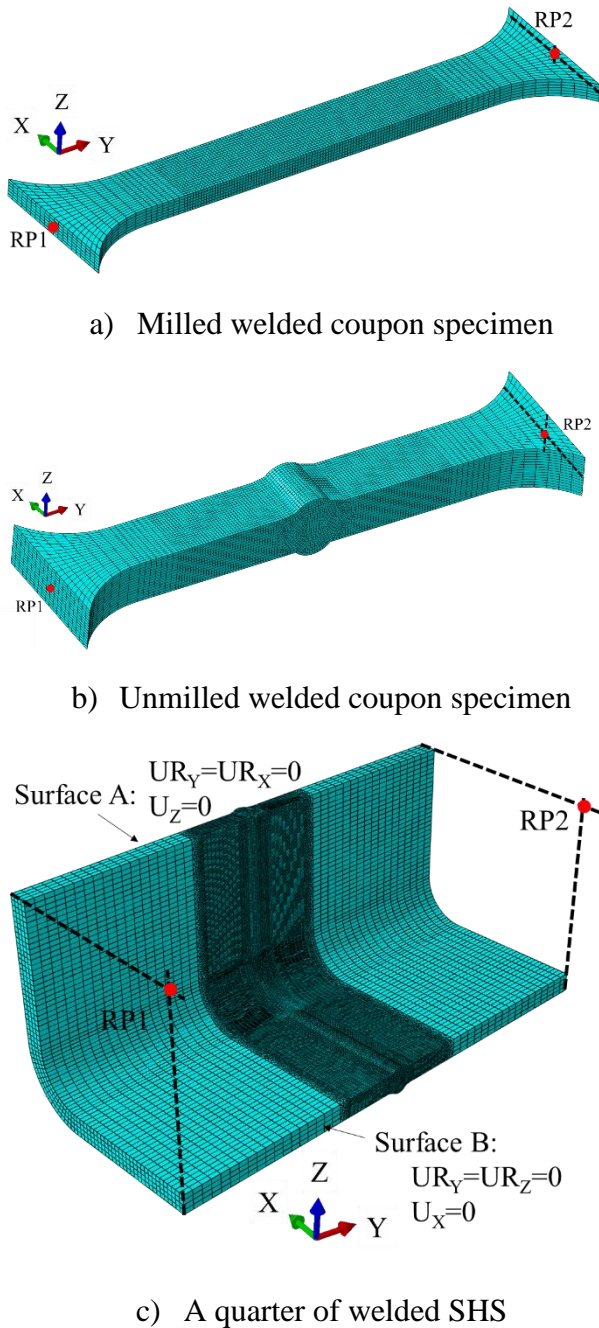 RP2
Z
X
Y
RP1
a) Milled welded coupon specimen
RP2
Z
X
Y
RP1
b) Unmilled welded coupon specimen
URY=URX=0
Surface A:
UZ=0
RP2
RP1
Surface B:
URY=URZ=0
UX=0
Z
X
Y
c) A quarter of welded SHS